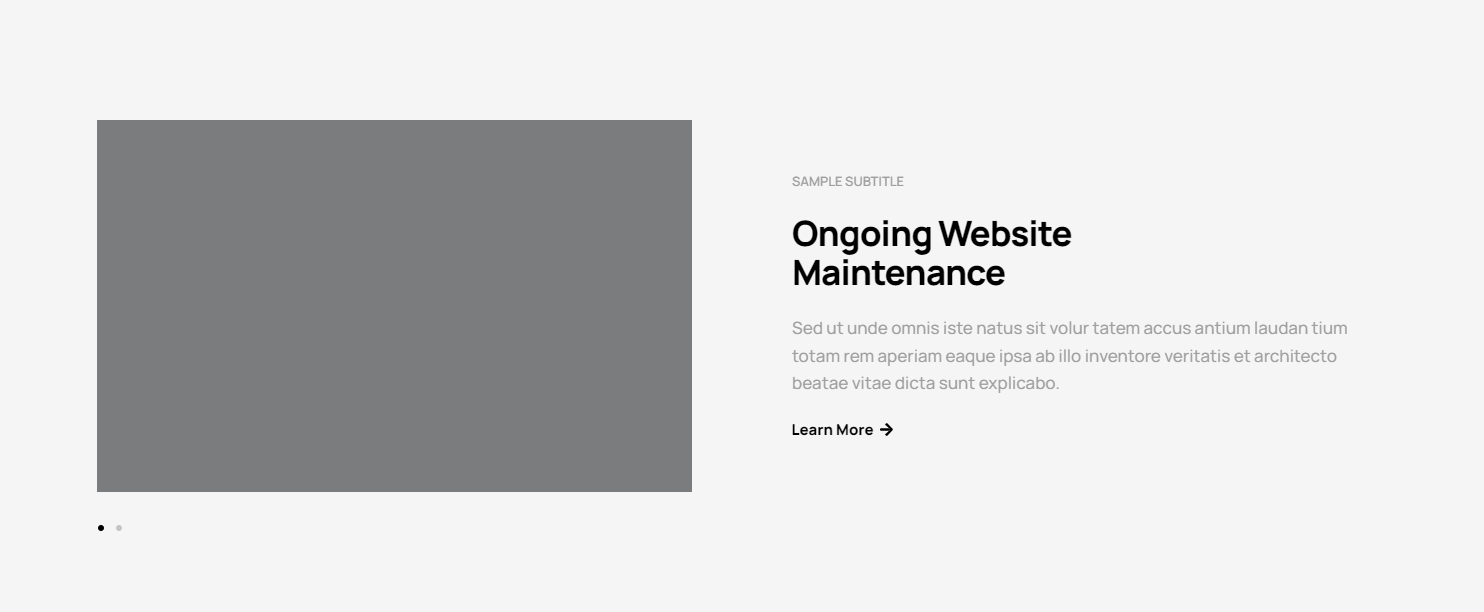 SAMPLE SUBTITLE
Ongoing Website
Maintenance
Sed ut unde omnis iste natus sit volur tatem accus antium laudan tium
totam rem aperiam eaque ipsa ab illo inventore veritatis et architecto
beatae vitae dicta sunt explicabo.
Learn More →